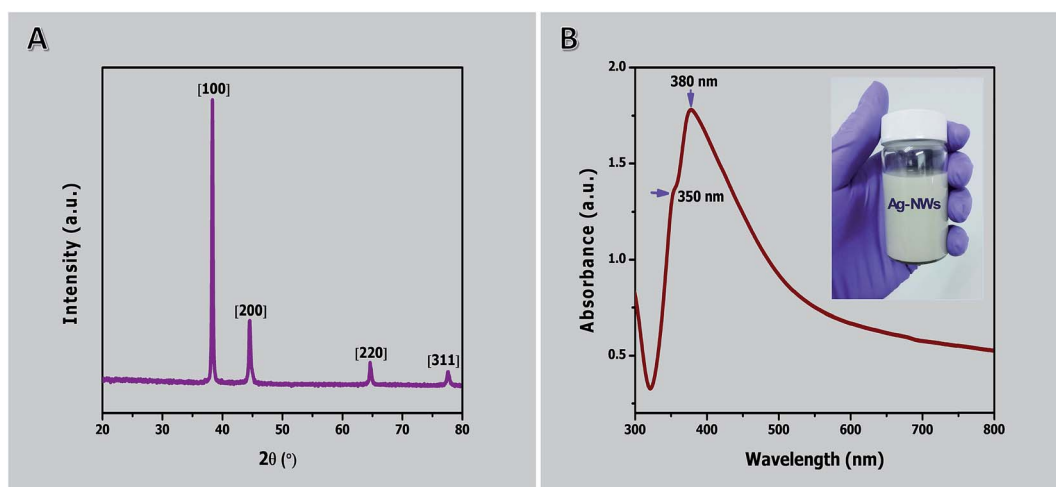 A
[100]
[200]
[220]
[311]
Intensity (a.u.)
20 30 40 50 60 70 80
2θ (°)
B
2.0
1.5
1.0
0.5
380 nm
350 nm
Ag-NWs
Absorbance (a.u.)
300 400 500 600 700 800
Wavelength (nm)